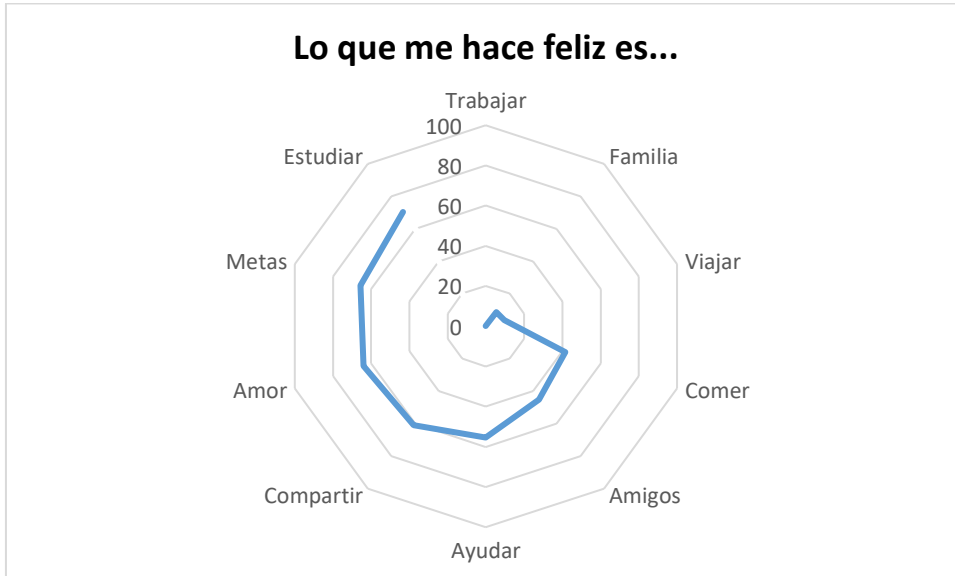 Lo que me hace feliz es...
Trabajar
100
Estudiar
Familia
80
60
Metas
Viajar
40
20
0
Amor
Comer
Compartir
Amigos
Ayudar